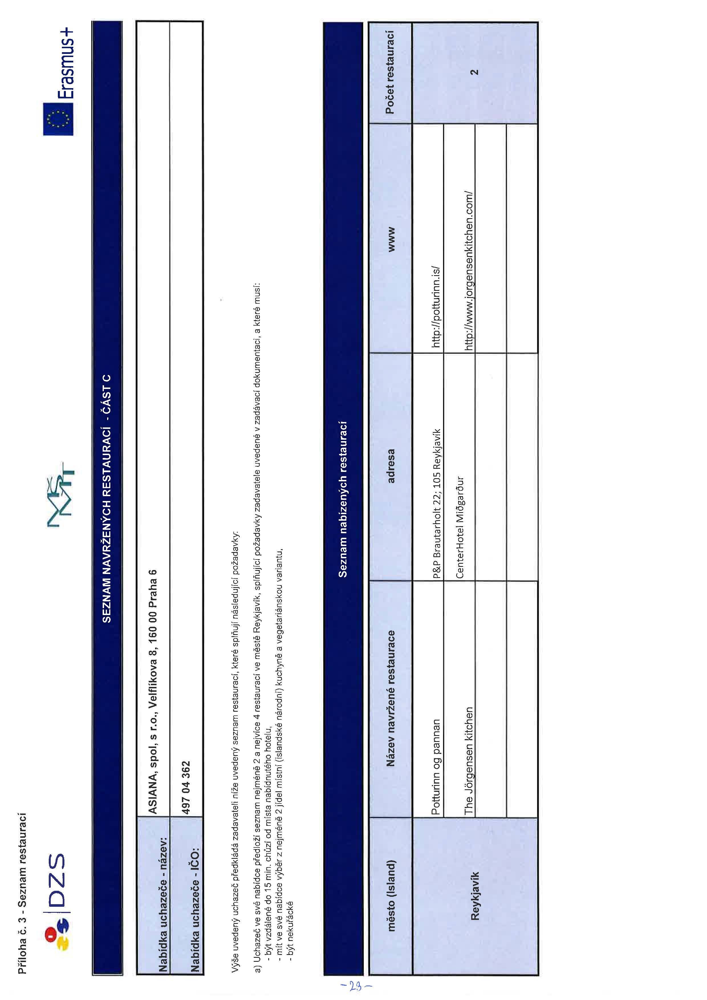 Příloha č. 3 - Seznam restaurací
DZS
MŠMT
Erasmus+
SEZNAM NAVRŽENÝCH RESTAURACÍ - ČÁST C
Nabídka uchazeče - název: ASIANA, spol, s r.o., Velflíkova 8, 160 00 Praha 6
Nabídka uchazeče - IČO: 497 04 362
Výše uvedený uchazeč předkládá zadavateli níže uvedený seznam restaurací, které splňují následující požadavky:
a) Uchazeč ve své nabídce předloží seznam nejméně 2 a nejvíce 4 restaurací ve městě Reykjavík, splňující požadavky zadavatele uvedené v zadávací dokumentaci, a které musí:
- být vzdálené do 15 min. chůzí od místa nabídnutého hotelu,
- mít ve své nabídce výběr z nejméně 2 jídel místní (islandské národní) kuchyně a vegetariánskou variantu,
- být nekuřácké
Seznam nabízených restaurací
město (Island) Název navržené restaurace adresa www Počet restaurací
Potturinn og pannan P&P Brautarholt 22; 105 Reykjavík http://potturinn.is/
The Jörgensen kitchen CenterHotel Miðgarður http://www.jorgensenkitchen.com/
Reykjavík 2
-23-